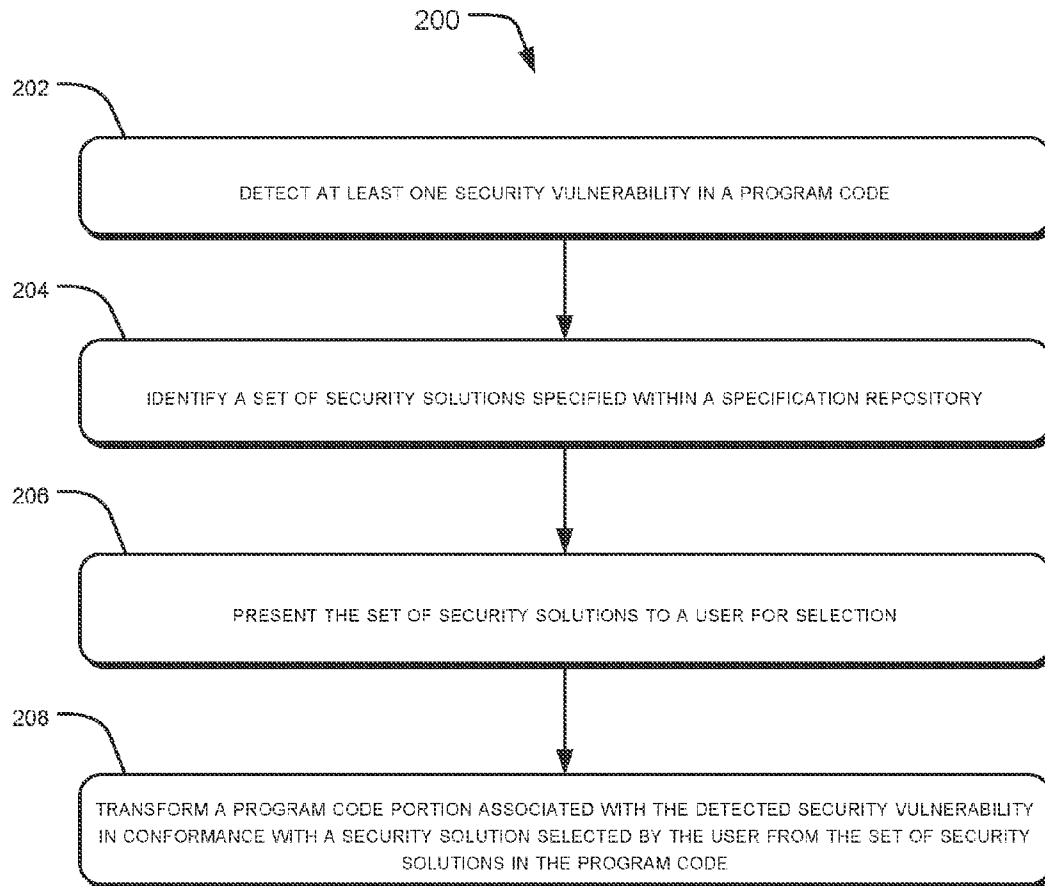 200
202
DETECT AT LEAST ONE SECURITY VULNERABILITY IN A PROGRAM CODE
204
IDENTIFY A SET OF SECURITY SOLUTIONS SPECIFIED WITHIN A SPECIFICATION REPOSITORY
206
PRESENT THE SET OF SECURITY SOLUTIONS TO A USER FOR SELECTION
208
TRANSFORM A PROGRAM CODE PORTION ASSOCIATED WITH THE DETECTED SECURITY VULNERABILITY
IN CONFORMANCE WITH A SECURITY SOLUTION SELECTED BY THE USER FROM THE SET OF SECURITY
SOLUTIONS IN THE PROGRAM CODE